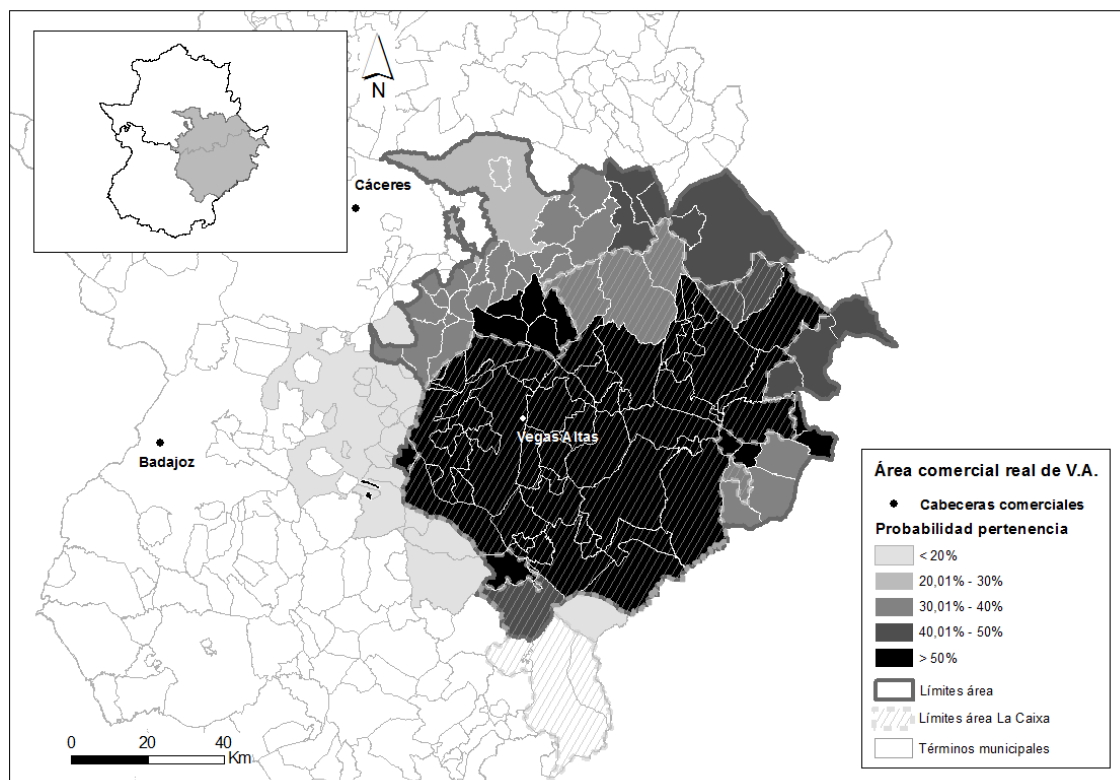 N
Cáceres
Vegas Altas
Badajoz
Área comercial real de V.A.
Cabeceras comerciales
Probabilidad pertenencia
< 20%
20,01% - 30%
30,01% - 40%
40,01% - 50%
> 50%
Límites área
Límites área La Caixa
Términos municipales
0 20 40
Km